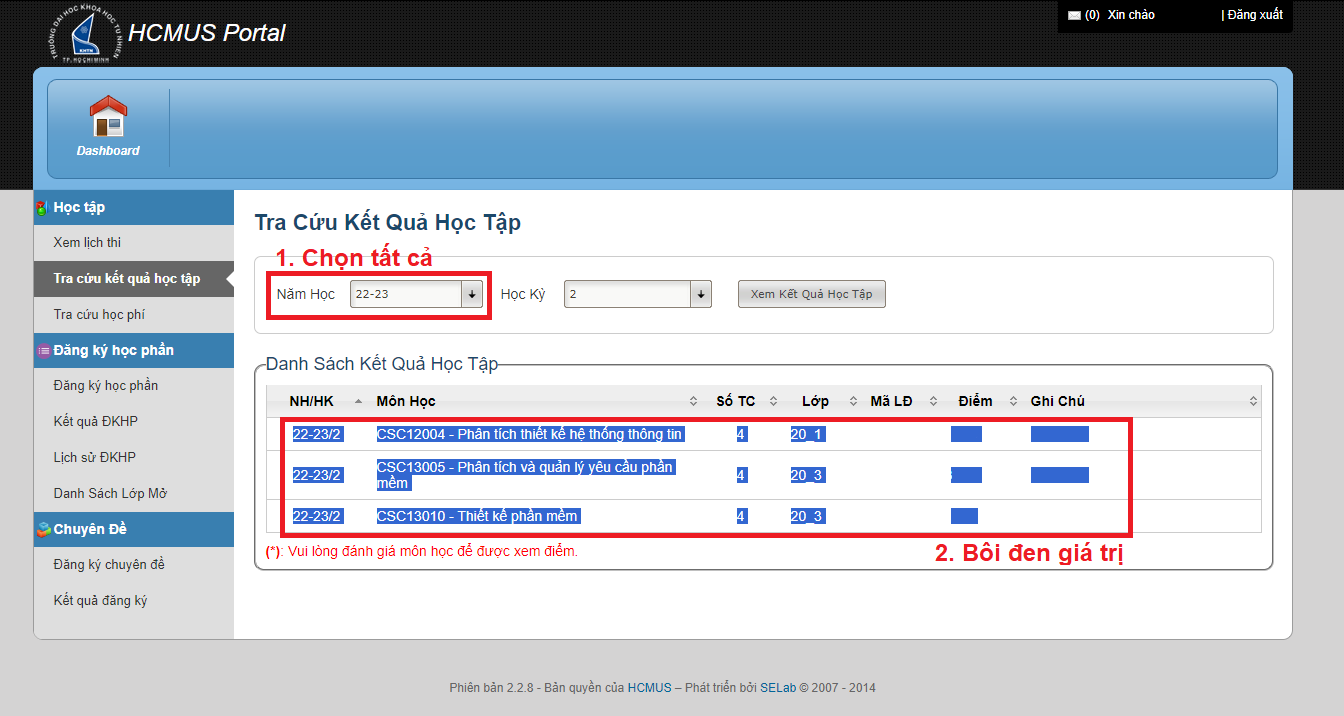 TRƯỜNG ĐẠI HỌC KHOA HỌC TỰ NHIÊN
KHTN
TP. HỒ CHÍ MINH
HCMUS Portal
(0) Xin chào | Đăng xuất
Dashboard
Học tập
Xem lịch thi
Tra cứu kết quả học tập
Tra cứu học phí
Đăng ký học phần
Đăng ký học phần
Kết quả ĐKHP
Lịch sử ĐKHP
Danh Sách Lớp Mở
Chuyên Đề
Đăng ký chuyên đề
Kết quả đăng ký
Tra Cứu Kết Quả Học Tập
1. Chọn tất cả
Năm Học 22-23 Học Kỳ 2 Xem Kết Quả Học Tập
Danh Sách Kết Quả Học Tập
NH/HK Môn Học Số TC Lớp Mã LĐ Điểm Ghi Chú
22-23/2 CSC12004 - Phân tích thiết kế hệ thống thông tin 4 20_1
22-23/2 CSC13005 - Phân tích và quản lý yêu cầu phần mềm 4 20_3
22-23/2 CSC13010 - Thiết kế phần mềm 4 20_3
(*): Vui lòng đánh giá môn học để được xem điểm.
2. Bôi đen giá trị
Phiên bản 2.2.8 - Bản quyền của HCMUS – Phát triển bởi SELab © 2007 - 2014